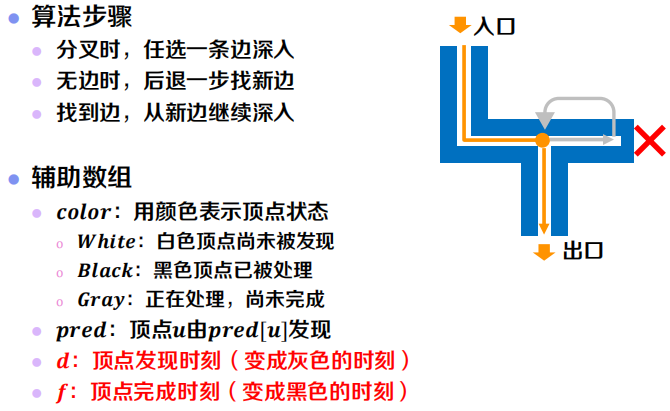 算法步骤
分叉时，任选一条边深入
无边时，后退一步找新边
找到边，从新边继续深入
辅助数组
color：用颜色表示顶点状态
White：白色顶点尚未被发现
Black：黑色顶点已被处理
Gray：正在处理，尚未完成
pred：顶点u由pred[u]发现
d：顶点发现时刻（变成灰色的时刻）
f：顶点完成时刻（变成黑色的时刻）
入口
出口